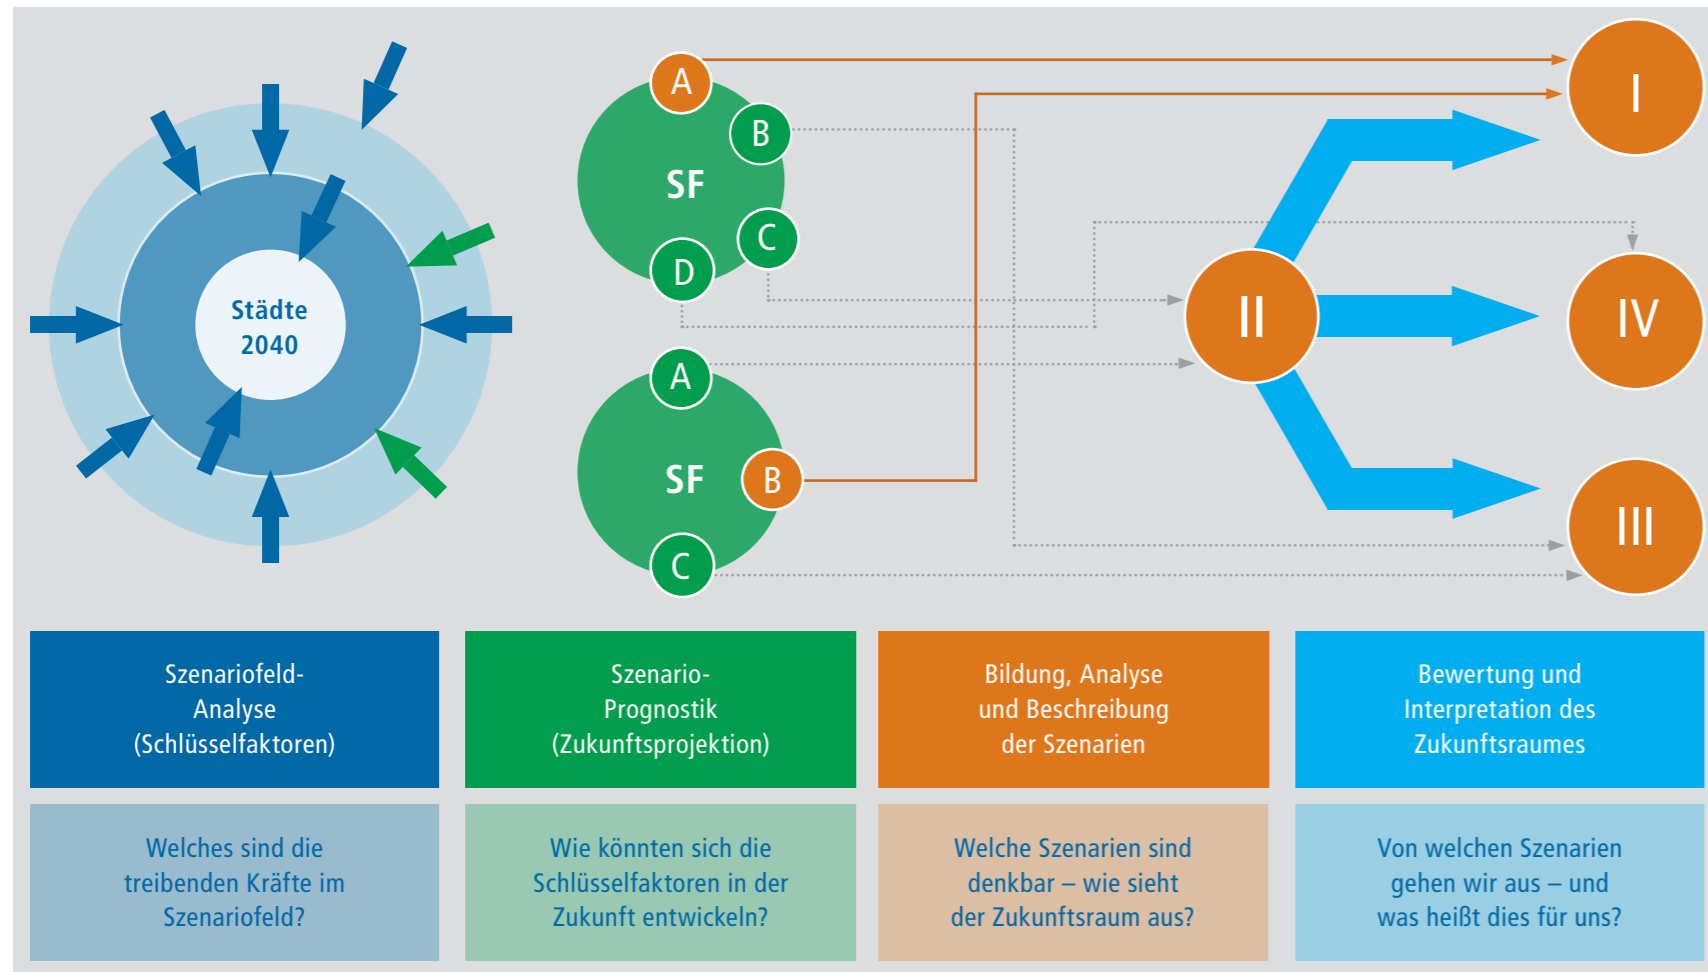 Städte
2040
A
B
SF
C
D
A
SF
B
C
I
II
IV
III
Szenariofeld-
Analyse
(Schlüsselfaktoren)
Szenario-
Prognostik
(Zukunftsprojektion)
Bildung, Analyse
und Beschreibung
der Szenarien
Bewertung und
Interpretation des
Zukunftsraumes
Welches sind die
treibenden Kräfte im
Szenariofeld?
Wie könnten sich die
Schlüsselfaktoren in der
Zukunft entwickeln?
Welche Szenarien sind
denkbar – wie sieht
der Zukunftsraum aus?
Von welchen Szenarien
gehen wir aus – und
was heißt dies für uns?